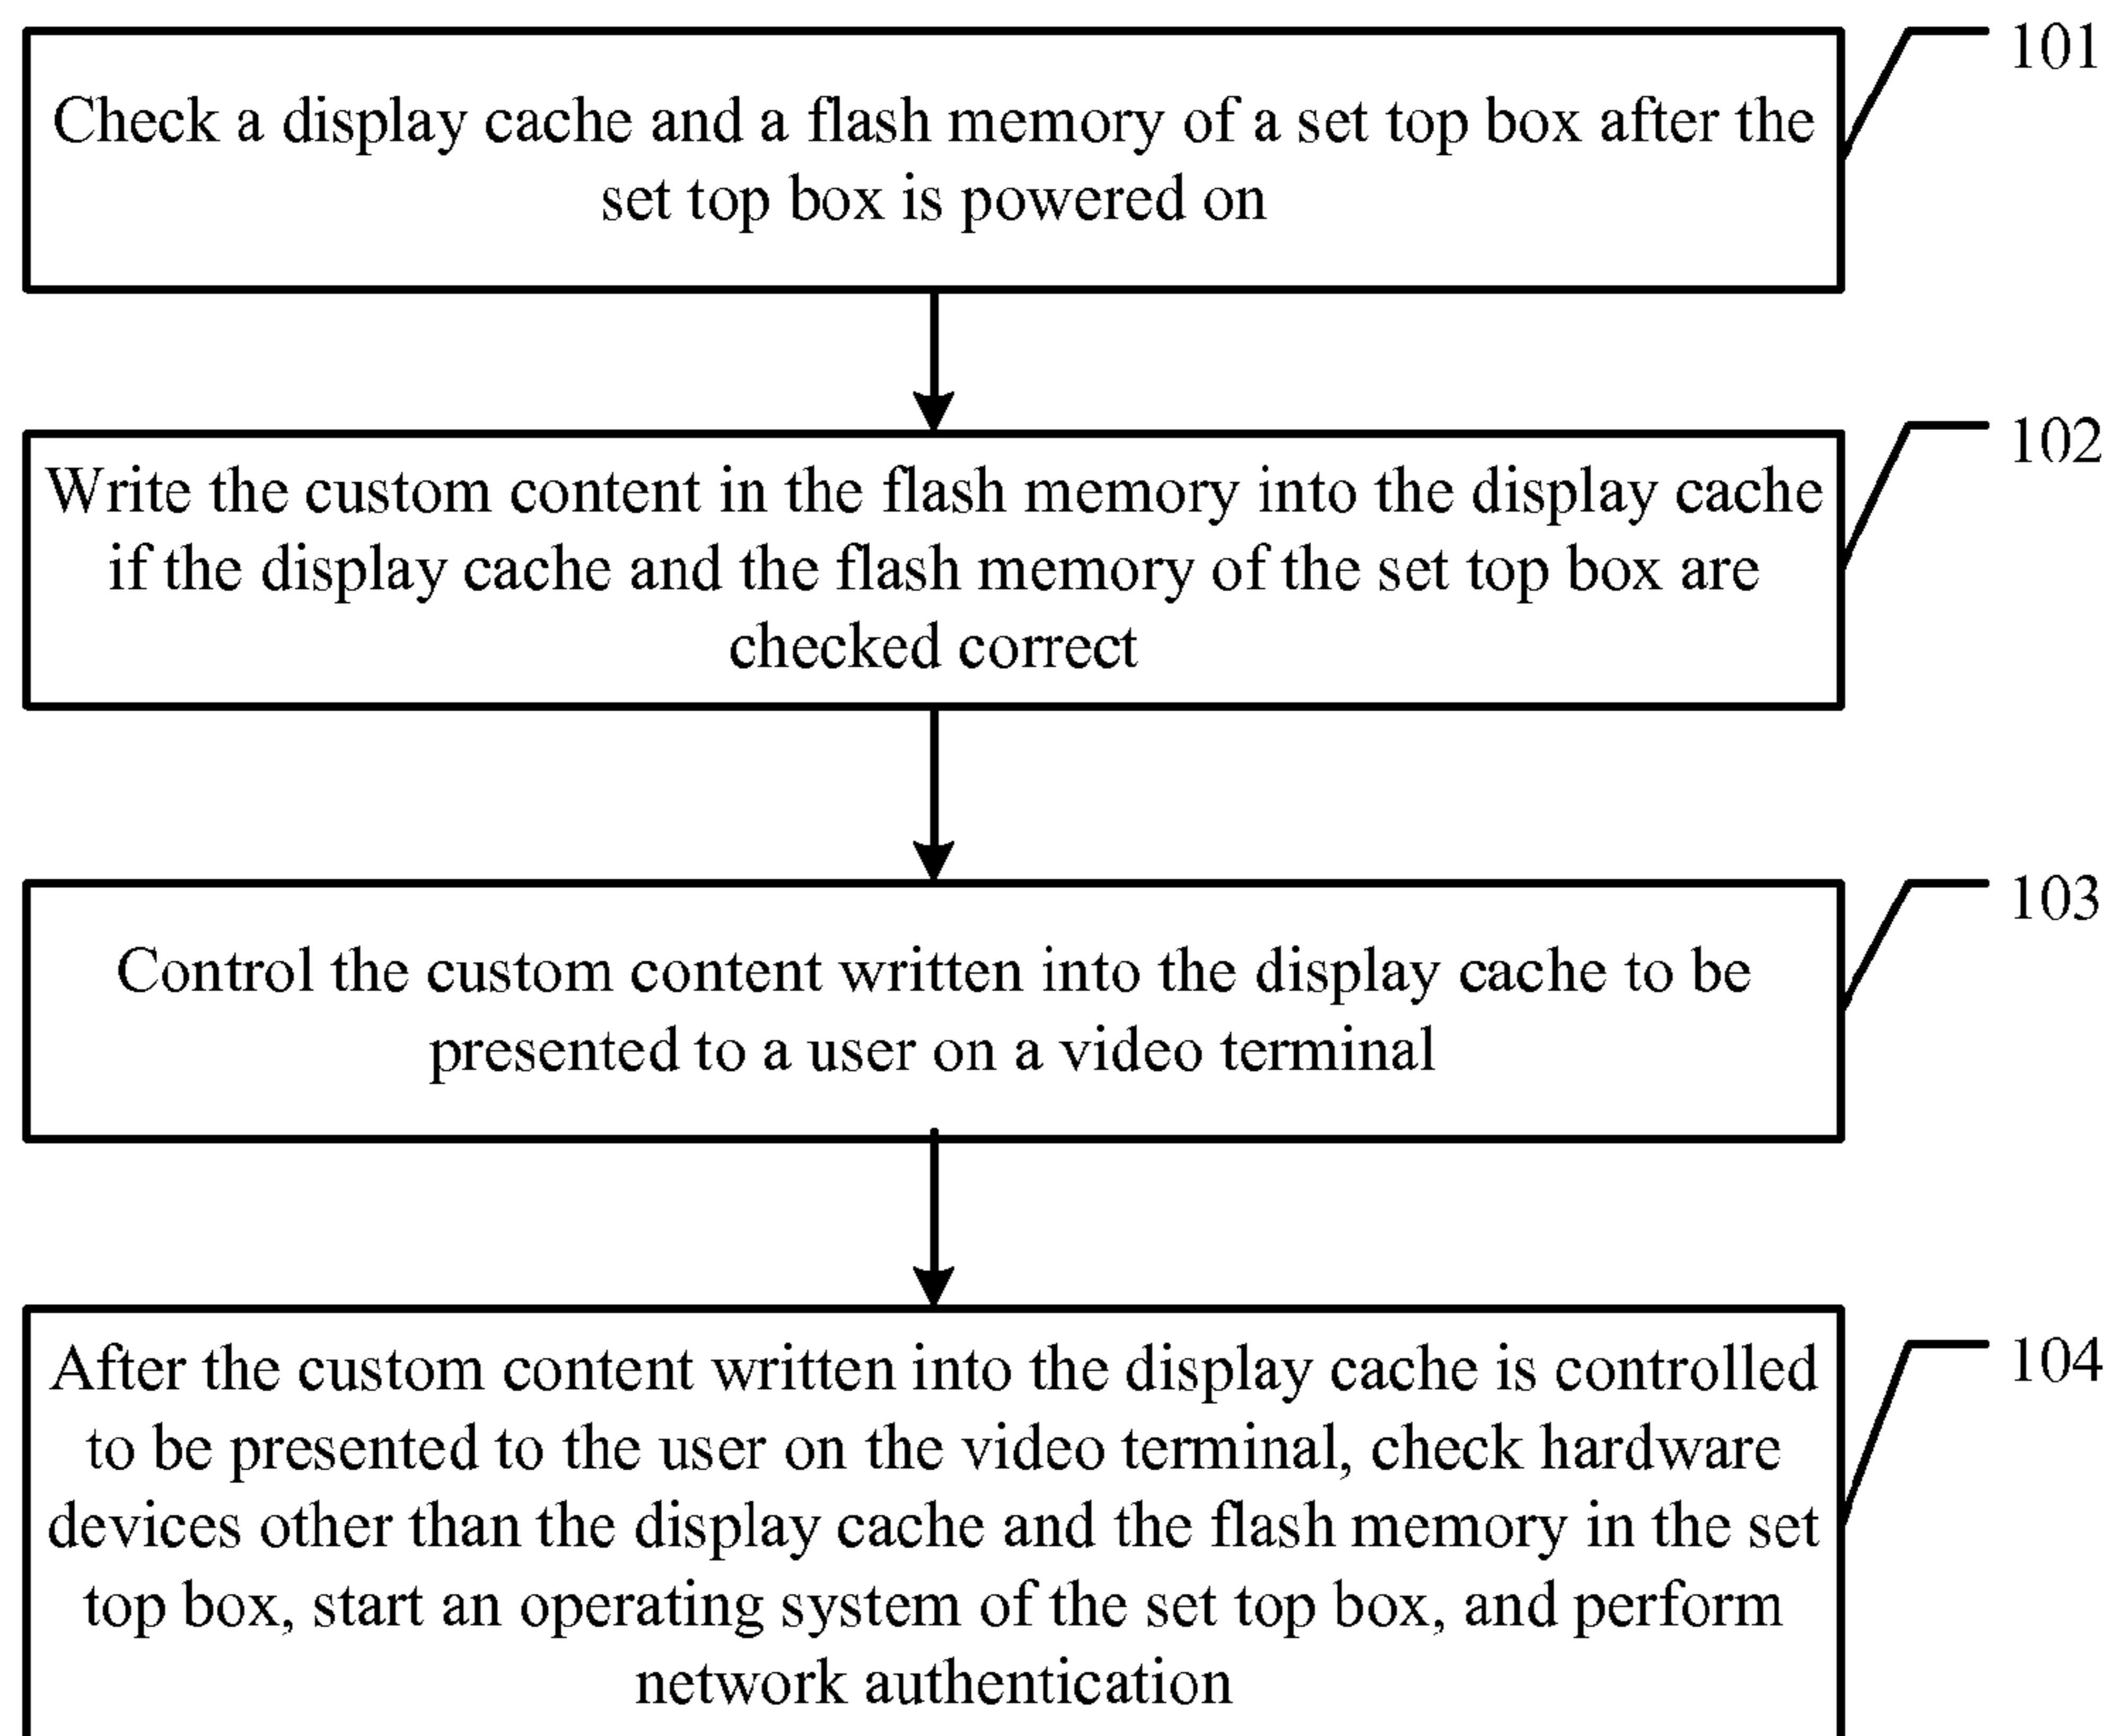 101
Check a display cache and a flash memory of a set top box after the
set top box is powered on
102
Write the custom content in the flash memory into the display cache
if the display cache and the flash memory of the set top box are
checked correct
103
Control the custom content written into the display cache to be
presented to a user on a video terminal
104
After the custom content written into the display cache is controlled
to be presented to the user on the video terminal, check hardware
devices other than the display cache and the flash memory in the set
top box, start an operating system of the set top box, and perform
network authentication